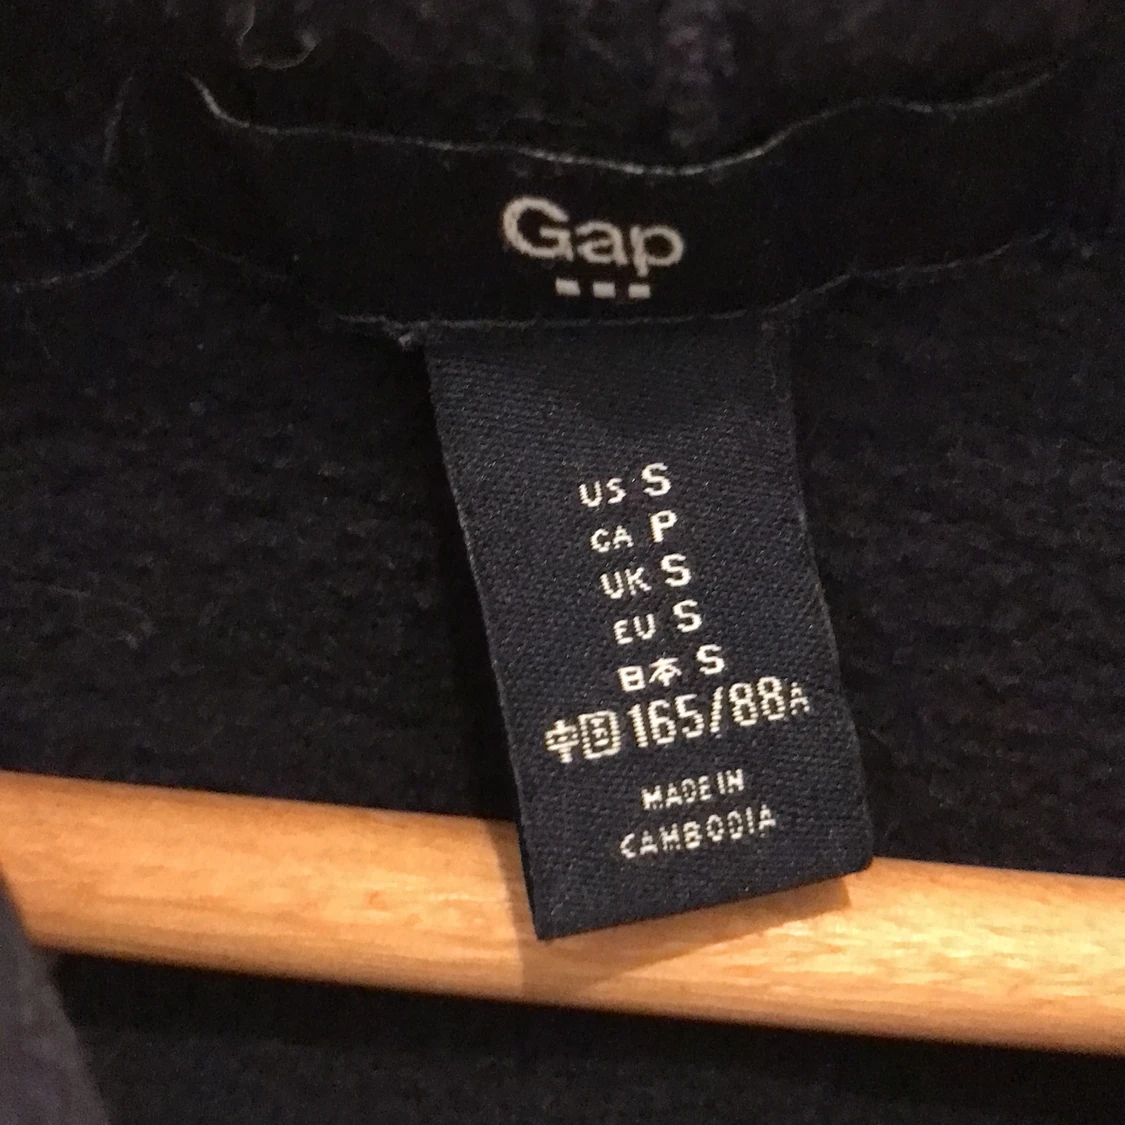 Gap
US S
CA P
UK S
EU S
日本 S
中国 165/88A
MADE IN
CAMBODIA